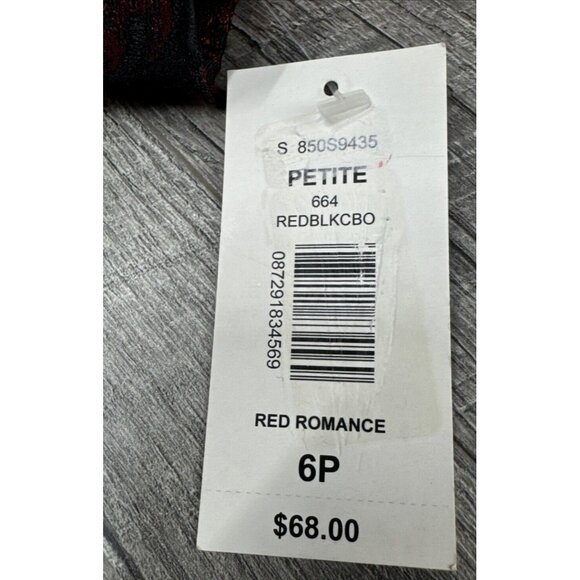 S 850S9435
PETITE
664
REDBLKCBO
087291834569
RED ROMANCE
6P
$68.00